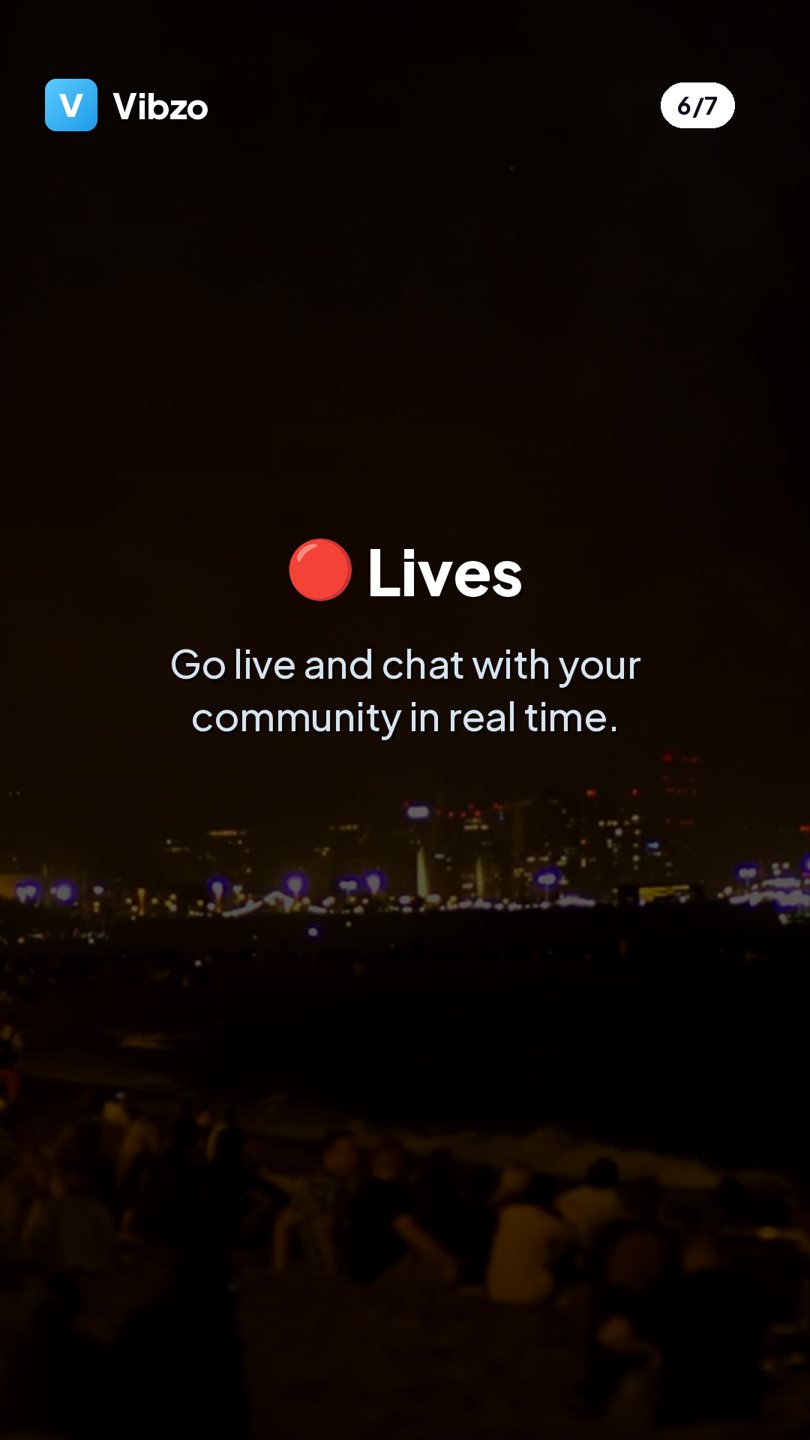 V Vibzo
6/7
🔴 Lives
Go live and chat with your
community in real time.